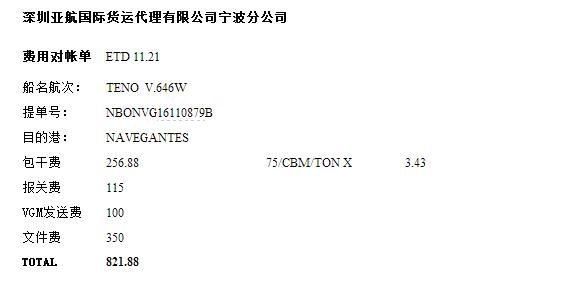 深圳亚航国际货运代理有限公司宁波分公司
费用对帐单 ETD 11.21
船名航次: TENO V.646W
提单号: NBONVG16110879B
目的港: NAVEGANTES
包干费 256.88 75/CBM/TON X 3.43
报关费 115
VGM发送费 100
文件费 350
TOTAL 821.88